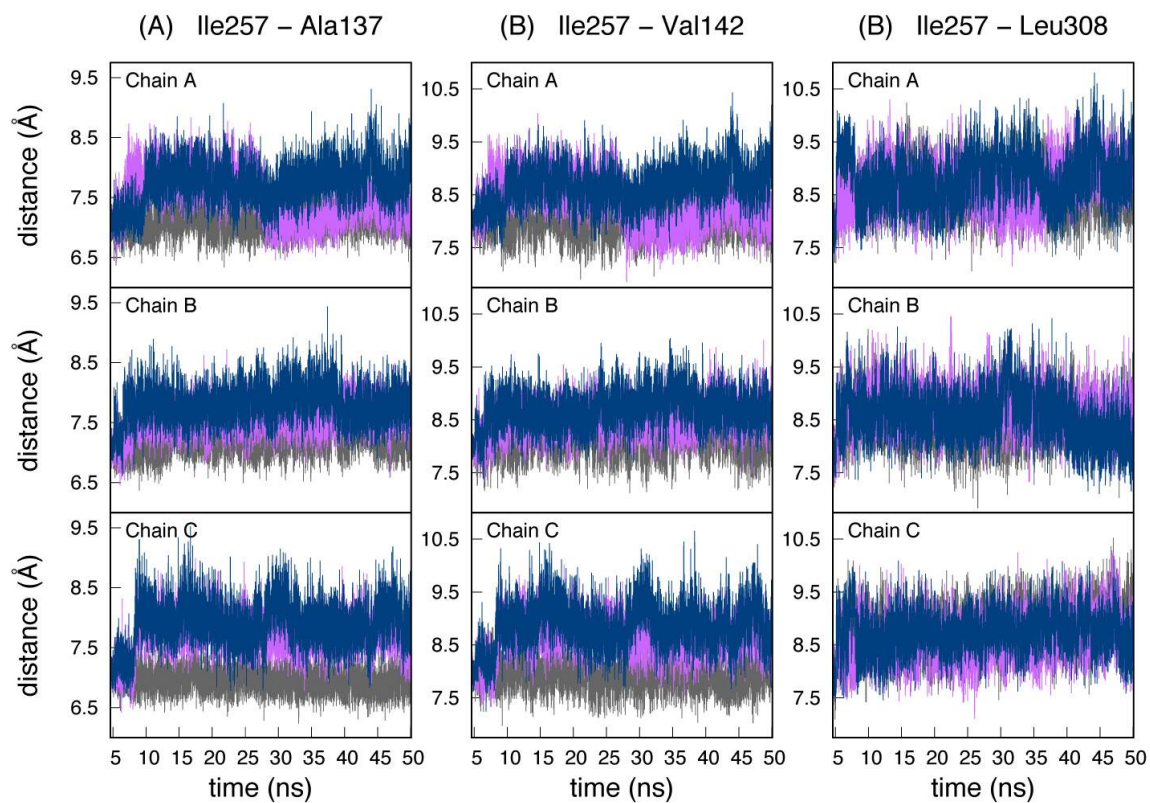 (A) Ile257 – Ala137
(B) Ile257 – Val142
(B) Ile257 – Leu308
distance (Å)
9.5
8.5
7.5
6.5
Chain A
10.5
9.5
8.5
7.5
Chain A
10.5
9.5
8.5
7.5
Chain A
distance (Å)
9.5
8.5
7.5
6.5
Chain B
10.5
9.5
8.5
7.5
Chain B
10.5
9.5
8.5
7.5
Chain B
distance (Å)
9.5
8.5
7.5
6.5
Chain C
10.5
9.5
8.5
7.5
Chain C
10.5
9.5
8.5
7.5
Chain C
5 10 15 20 25 30 35 40 45 50
5 10 15 20 25 30 35 40 45 50
5 10 15 20 25 30 35 40 45 50
time (ns)
time (ns)
time (ns)